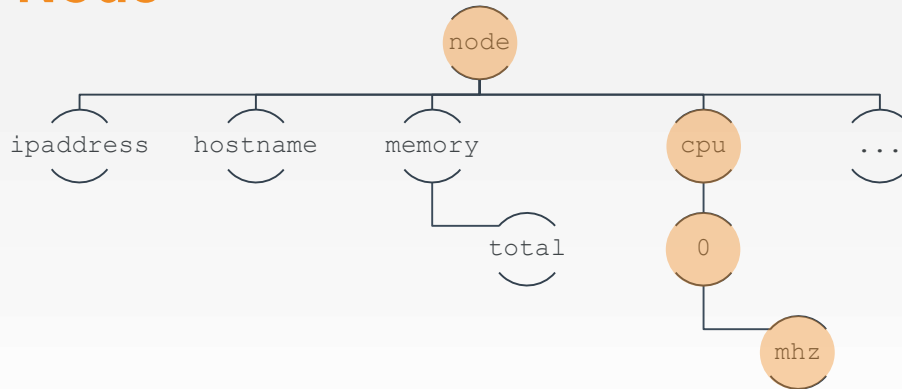 Node
node
ipaddress hostname memory cpu ...
total 0
mhz